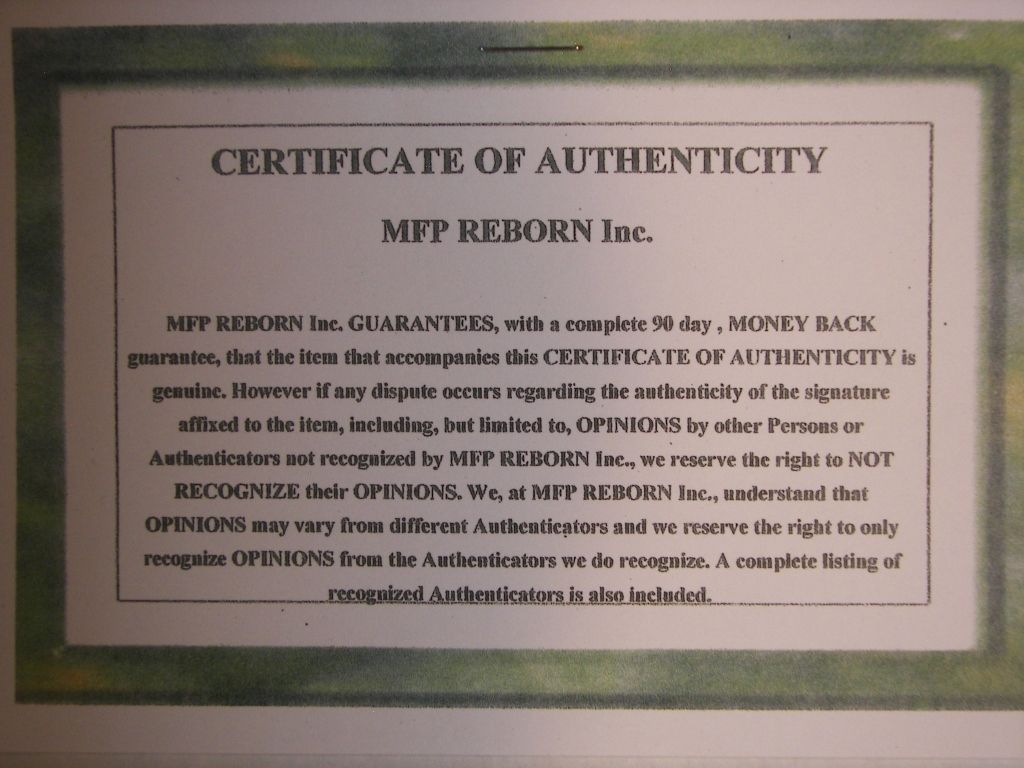 CERTIFICATE OF AUTHENTICITY
MFP REBORN Inc.
MFP REBORN Inc. GUARANTEES, with a complete 90 day , MONEY BACK
guarantee, that the item that accompanies this CERTIFICATE OF AUTHENTICITY is
genuine. However if any dispute occurs regarding the authenticity of the signature
affixed to the item, including, but limited to, OPINIONS by other Persons or
Authenticators not recognized by MFP REBORN Inc., we reserve the right to NOT
RECOGNIZE their OPINIONS. We, at MFP REBORN Inc., understand that
OPINIONS may vary from different Authenticators and we reserve the right to only
recognize OPINIONS from the Authenticators we do recognize. A complete listing of
recognized Authenticators is also included.